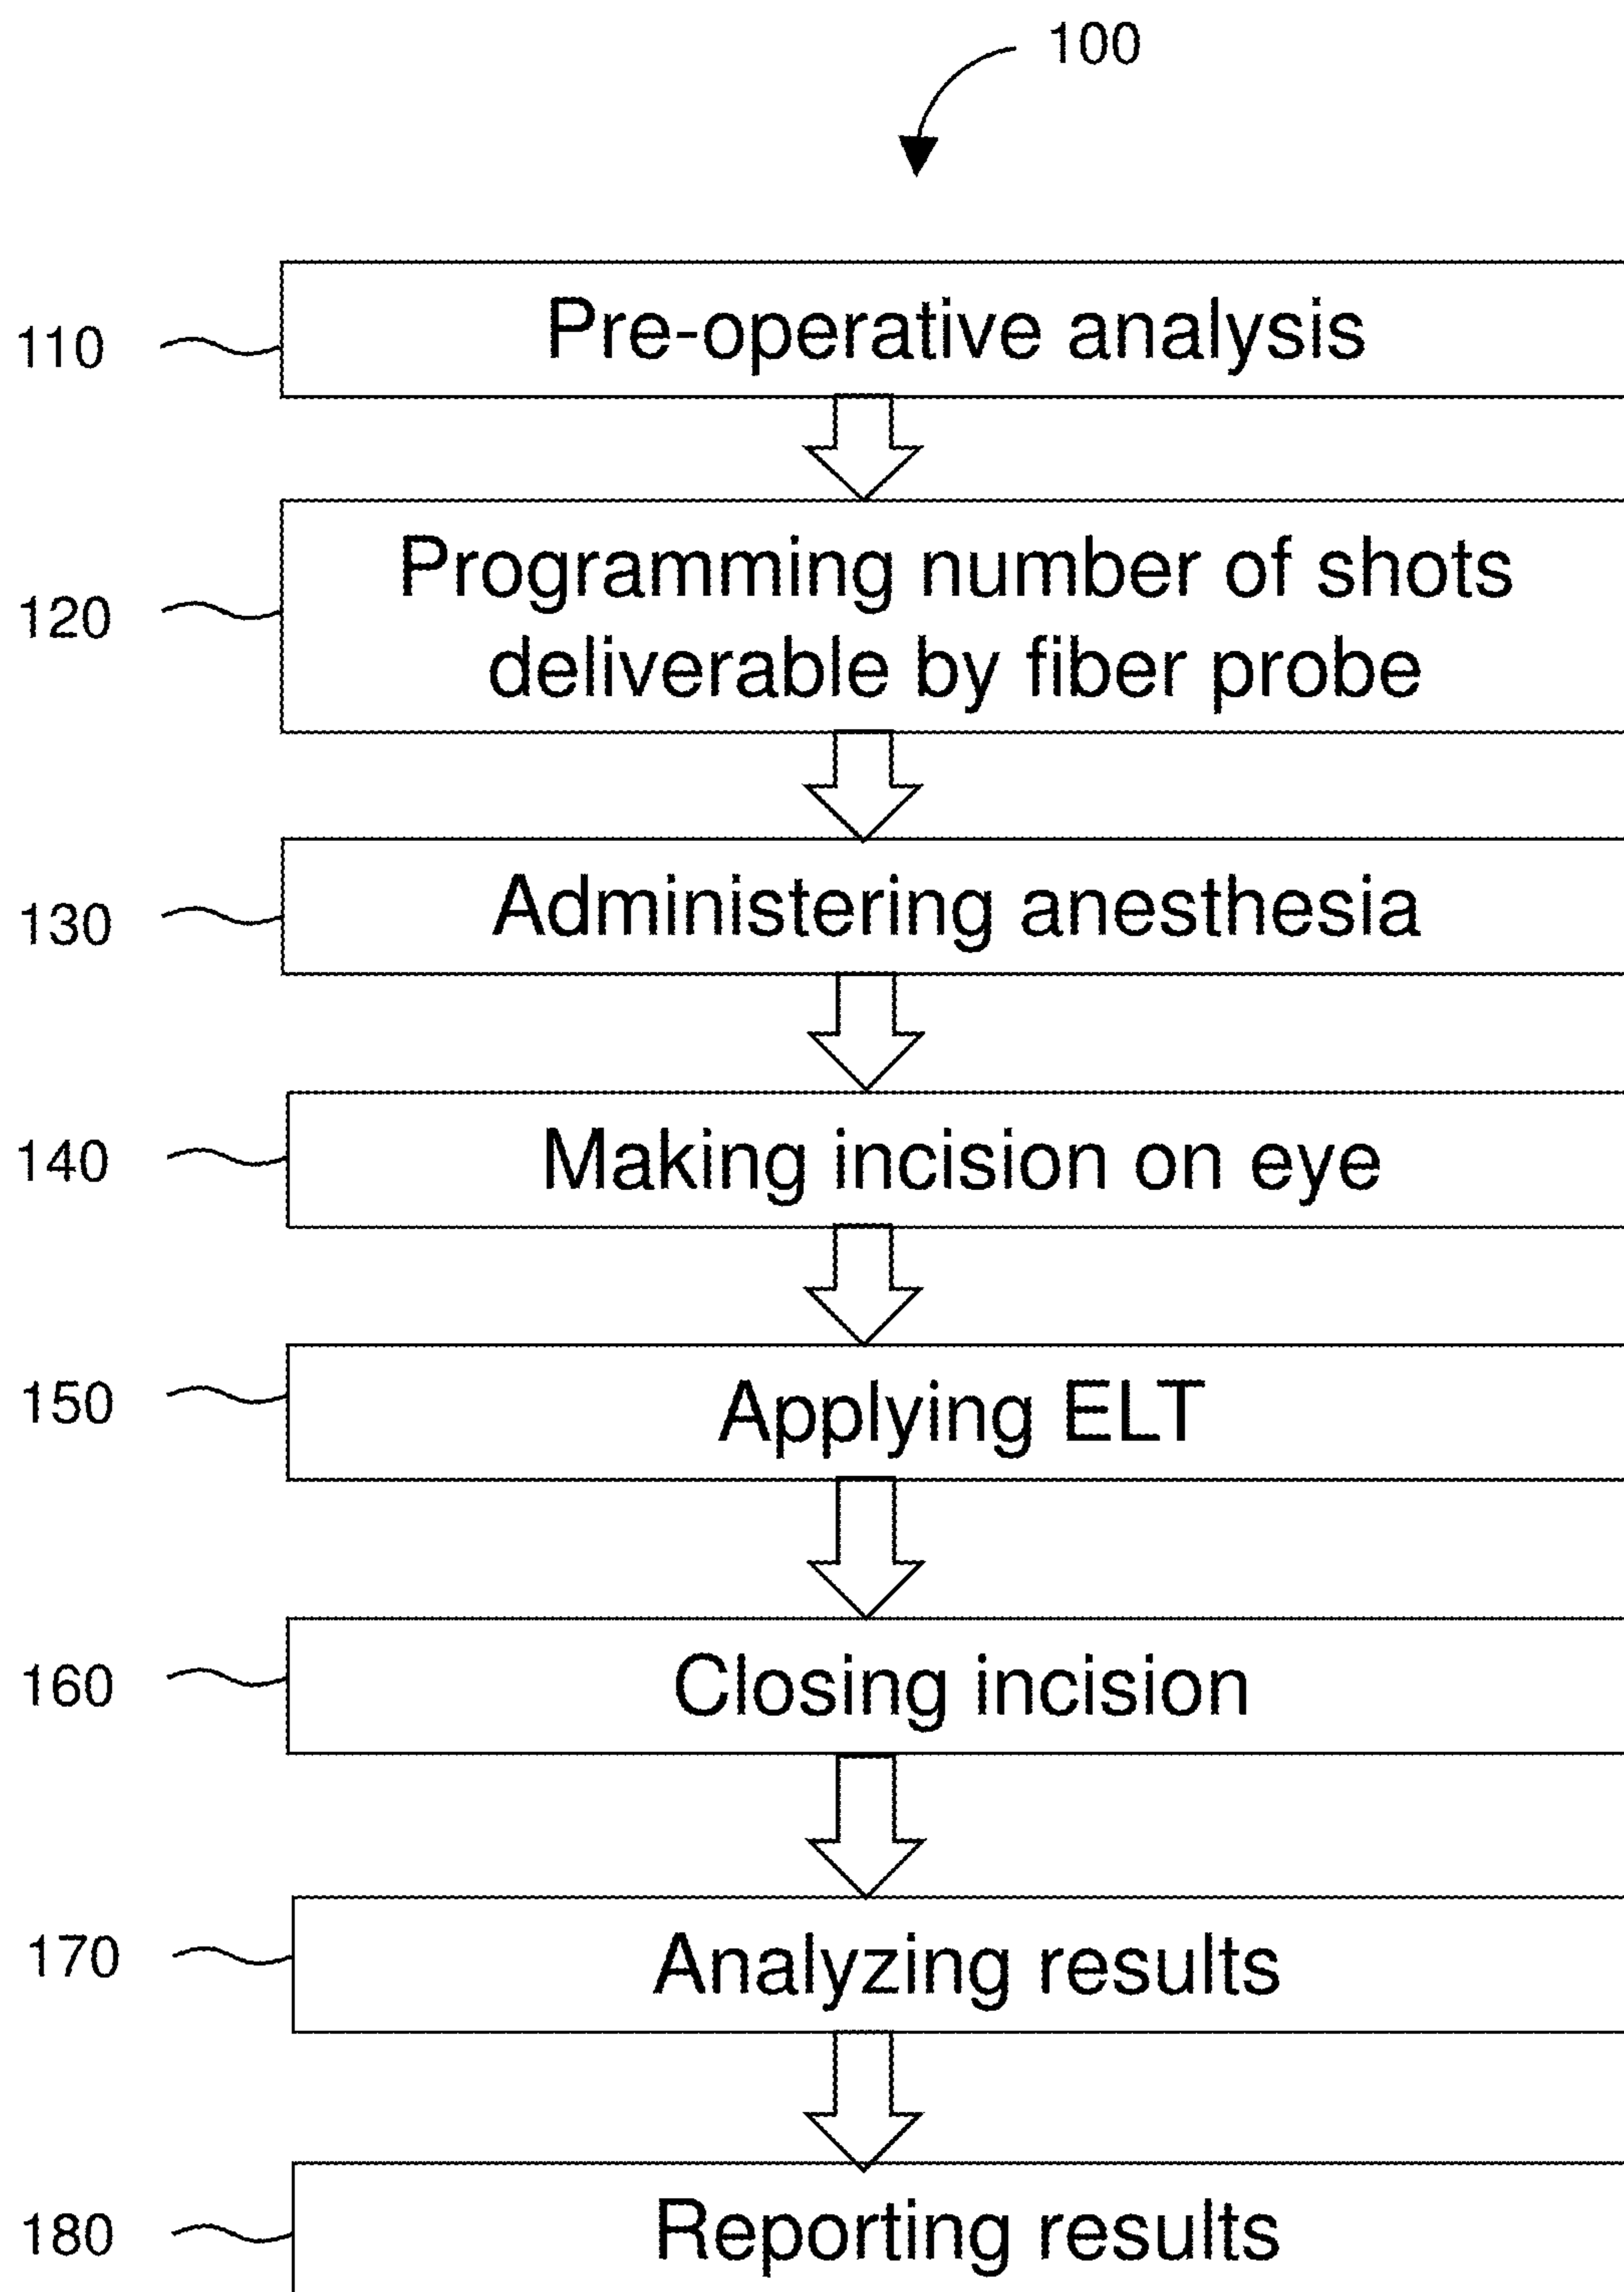 100
110 Pre-operative analysis
120 Programming number of shots
deliverable by fiber probe
130 Administering anesthesia
140 Making incision on eye
150 Applying ELT
160 Closing incision
170 Analyzing results
180 Reporting results